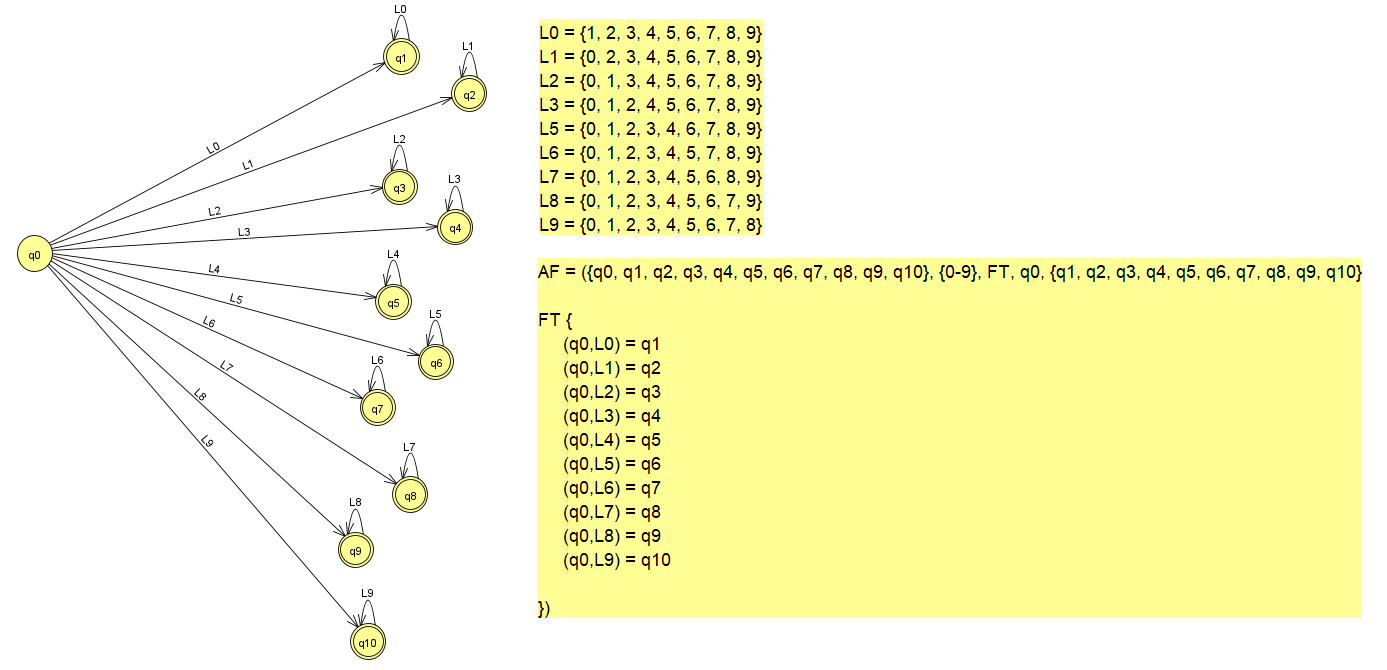 L0
q1
L1
q2
L0
L1
L2
q3
L2
L3
q4
L3
q0
L4
L4
q5
L5
L5
q6
L6
L6
q7
L7
L7
q8
L8
L8
q9
L9
L9
q10
L0 = {1, 2, 3, 4, 5, 6, 7, 8, 9}
L1 = {0, 2, 3, 4, 5, 6, 7, 8, 9}
L2 = {0, 1, 3, 4, 5, 6, 7, 8, 9}
L3 = {0, 1, 2, 4, 5, 6, 7, 8, 9}
L5 = {0, 1, 2, 3, 4, 6, 7, 8, 9}
L6 = {0, 1, 2, 3, 4, 5, 7, 8, 9}
L7 = {0, 1, 2, 3, 4, 5, 6, 8, 9}
L8 = {0, 1, 2, 3, 4, 5, 6, 7, 9}
L9 = {0, 1, 2, 3, 4, 5, 6, 7, 8}
AF = ({q0, q1, q2, q3, q4, q5, q6, q7, q8, q9, q10}, {0-9}, FT, q0, {q1, q2, q3, q4, q5, q6, q7, q8, q9, q10}
FT {
(q0,L0) = q1
(q0,L1) = q2
(q0,L2) = q3
(q0,L3) = q4
(q0,L4) = q5
(q0,L5) = q6
(q0,L6) = q7
(q0,L7) = q8
(q0,L8) = q9
(q0,L9) = q10
})